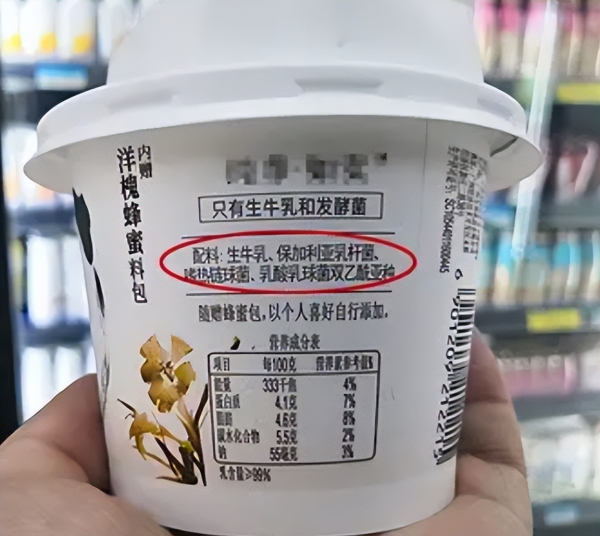 内赠
洋槐蜂蜜料包
只有生牛乳和发酵菌
配料: 生牛乳、保加利亚乳杆菌、
嗜热链球菌、乳酸乳球菌双乙酰亚种
随赠蜂蜜包,以个人喜好自行添加。
营养成分表
项目 每100克 营养素参考值%
能量 333千焦 4%
蛋白质 4.1克 7%
脂肪 4.6克 8%
碳水化合物 5.5克 2%
钠 55毫克 3%
乳含量≥99%